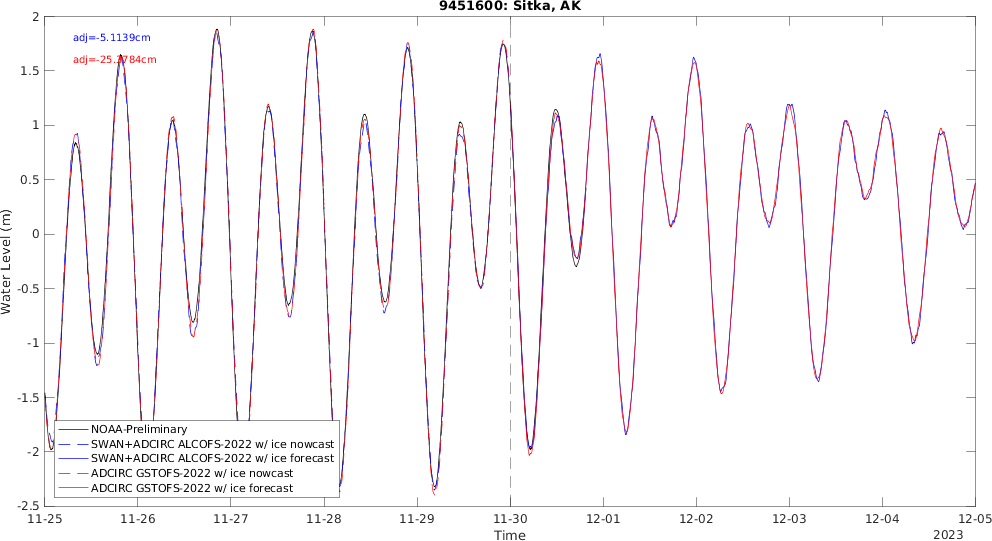 9451600: Sitka, AK
adj=-5.1139cm
adj=-25.2784cm
2
1.5
1
0.5
0
-0.5
-1
-1.5
-2
-2.5
Water Level (m)
NOAA-Preliminary
SWAN+ADCIRC ALCOFS-2022 w/ ice nowcast
SWAN+ADCIRC ALCOFS-2022 w/ ice forecast
ADCIRC GSTOFS-2022 w/ ice nowcast
ADCIRC GSTOFS-2022 w/ ice forecast
11-25 11-26 11-27 11-28 11-29 11-30 12-01 12-02 12-03 12-04 12-05
Time
2023